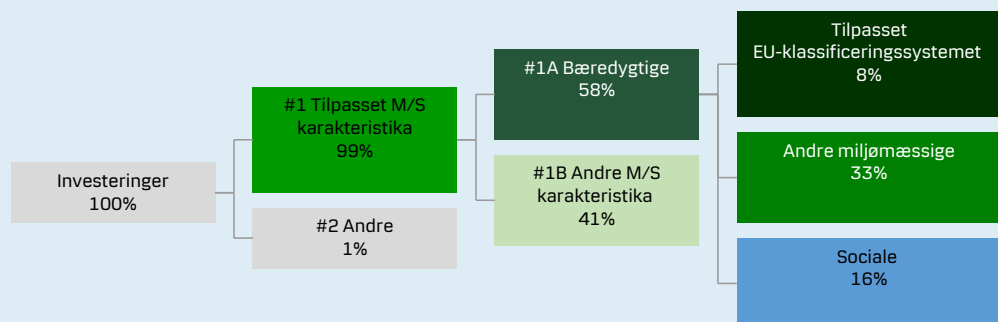 Investeringer
100%
#1 Tilpasset M/S
karakteristika
99%
#2 Andre
1%
#1A Bæredygtige
58%
#1B Andre M/S
karakteristika
41%
Tilpasset
EU-klassificeringssystemet
8%
Andre miljømæssige
33%
Sociale
16%